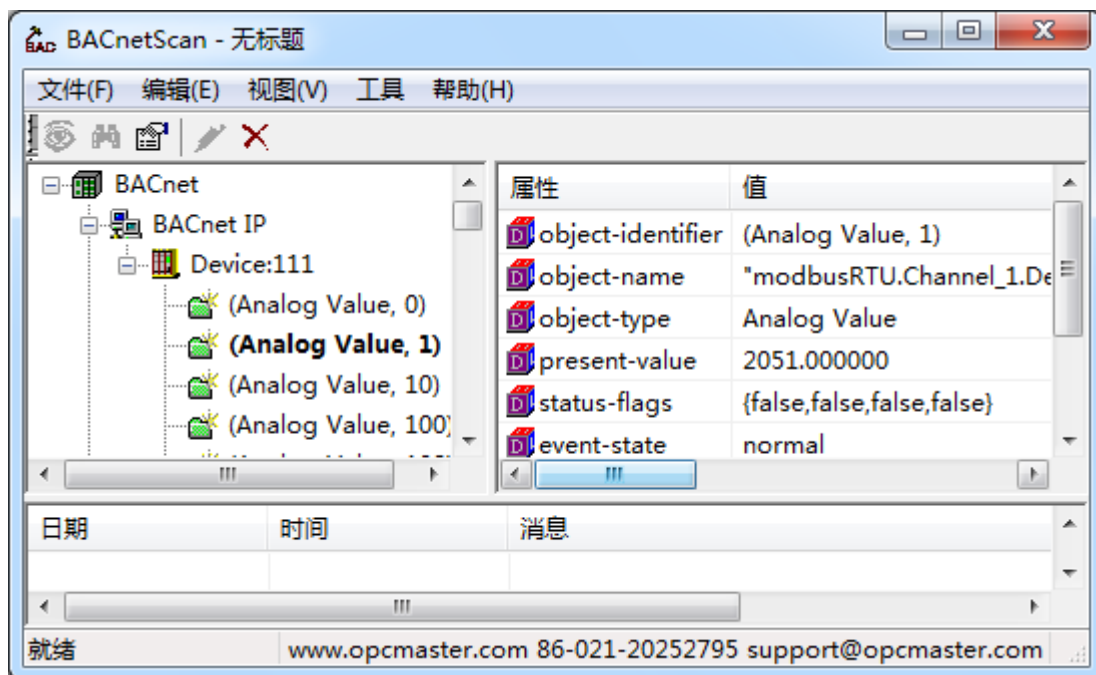 BACnetScan - 无标题
文件(F) 编辑(E) 视图(V) 工具 帮助(H)
BACnet
BACnet IP
Device:111
(Analog Value, 0)
(Analog Value, 1)
(Analog Value, 10)
(Analog Value, 100)
属性 值
object-identifier (Analog Value, 1)
object-name "modbusRTU.Channel_1.De
object-type Analog Value
present-value 2051.000000
status-flags {false,false,false,false}
event-state normal
日期 时间 消息
就绪 www.opcmaster.com 86-021-20252795 support@opcmaster.com